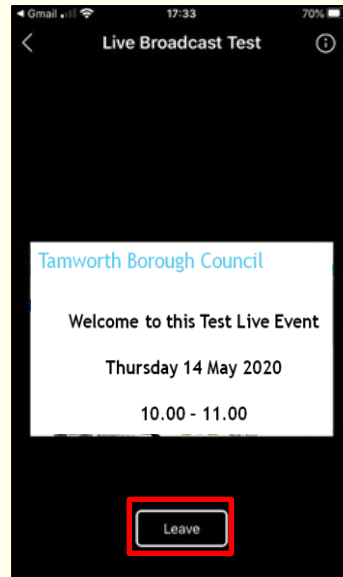 Gmail 17:33 70%
Live Broadcast Test
Tamworth Borough Council
Welcome to this Test Live Event
Thursday 14 May 2020
10.00 - 11.00
Leave